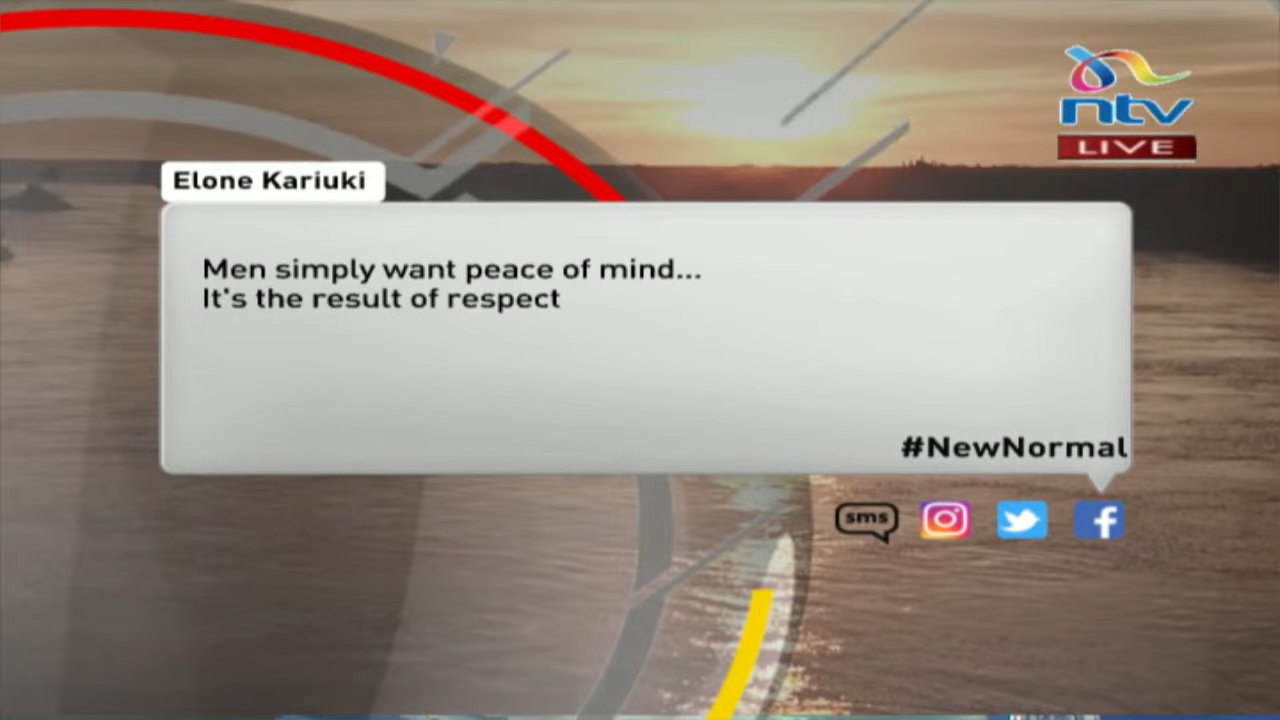 ntv
LIVE
Elone Kariuki
Men simply want peace of mind...
It's the result of respect
#NewNormal
sms